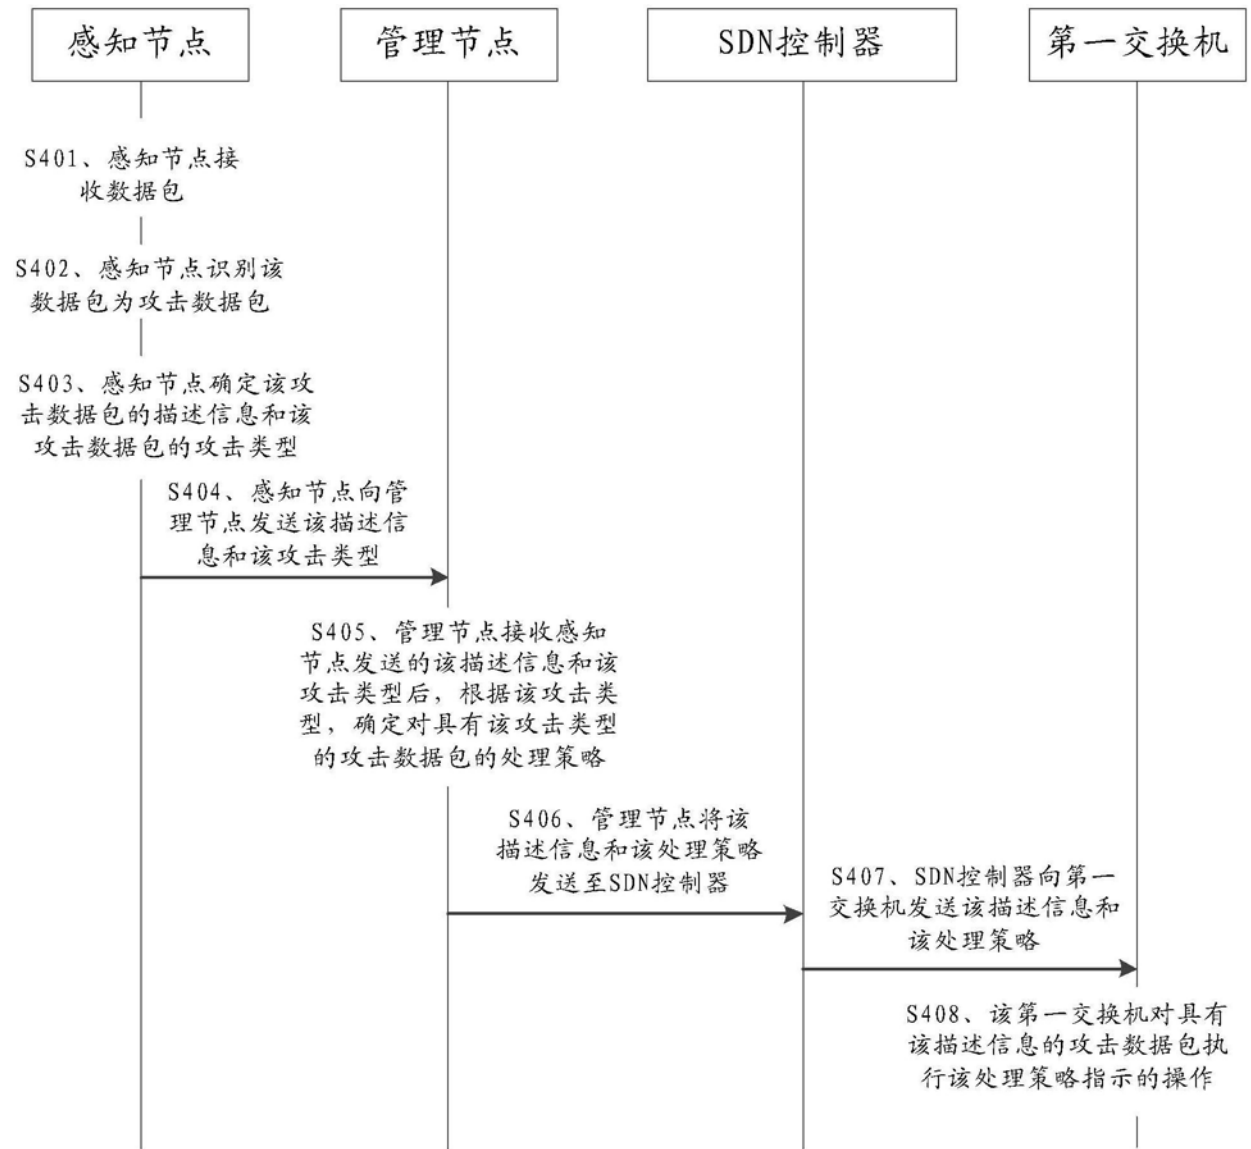 感知节点
管理节点
SDN控制器
第一交换机
S401、感知节点接
收数据包
S402、感知节点识别该
数据包为攻击数据包
S403、感知节点确定该攻
击数据包的描述信息和该
攻击数据包的攻击类型
S404、感知节点向管
理节点发送该描述信
息和该攻击类型
S405、管理节点接收感知
节点发送的该描述信息和该
攻击类型后，根据该攻击类
型，确定对具有该攻击类型
的攻击数据包的处理策略
S406、管理节点将该
描述信息和该处理策略
发送至SDN控制器
S407、SDN控制器向第一
交换机发送该描述信息和
该处理策略
S408、该第一交换机对具有
该描述信息的攻击数据包执
行该处理策略指示的操作